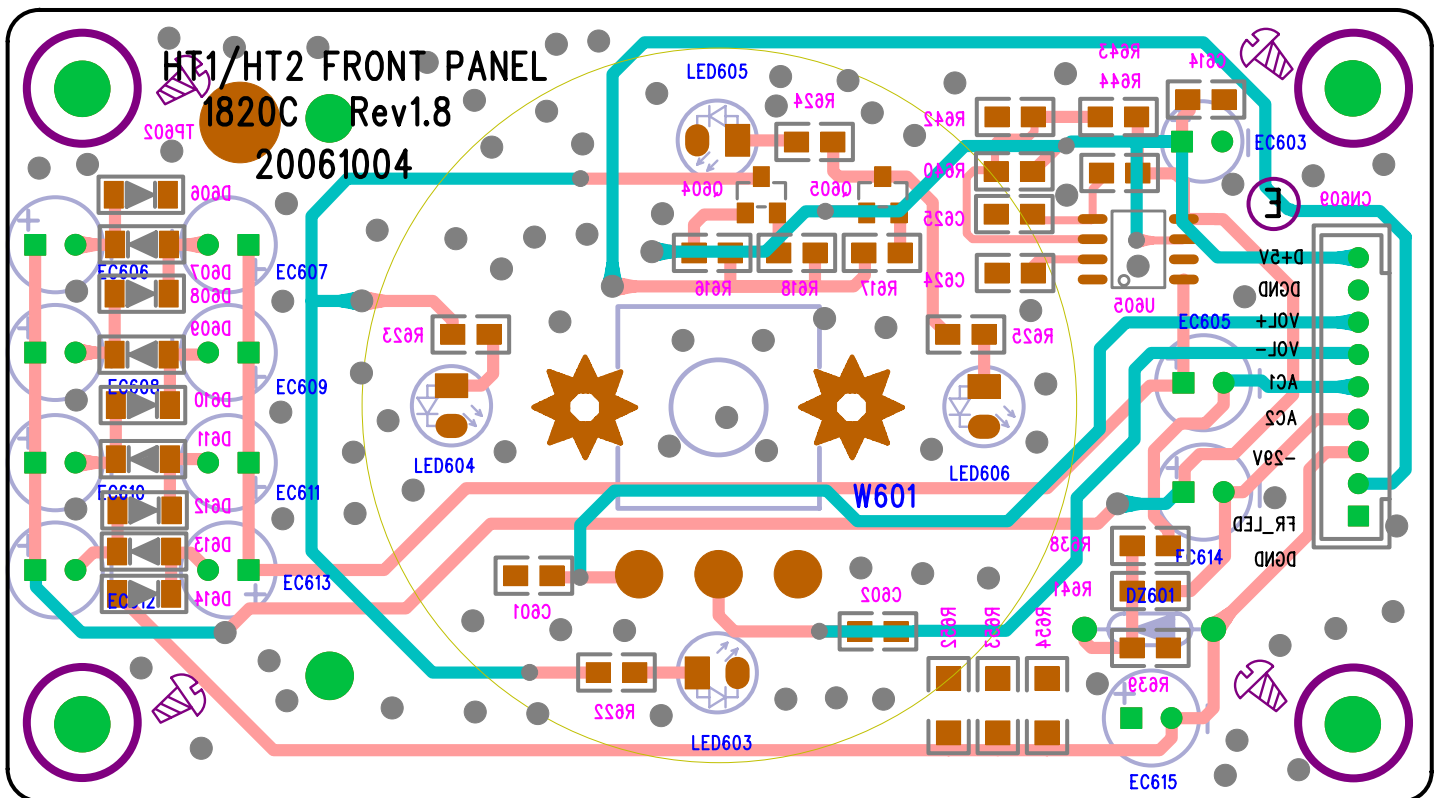 HT1/HT2 FRONT PANEL
1820C Rev1.8
20061004
TP602
LED605
R643
C614
R644
R624
R642
EC603
R640
Q604
Q605
D606
CN609
E
C625
D+5V
EC606
D607
EC607
C624
DGND
D608
R616
R618
R617
U605
VOL+
EC605
D609
R623
R625
VOL-
EC608
EC609
AC1
D610
AC2
D611
LED604
LED606
-29V
EC610
EC611
W601
D612
FR_LED
D613
R638
EC614
DGND
EC613
R641
DZ601
EC612
D614
C601
C602
R652
R653
R654
R639
R622
LED603
EC615